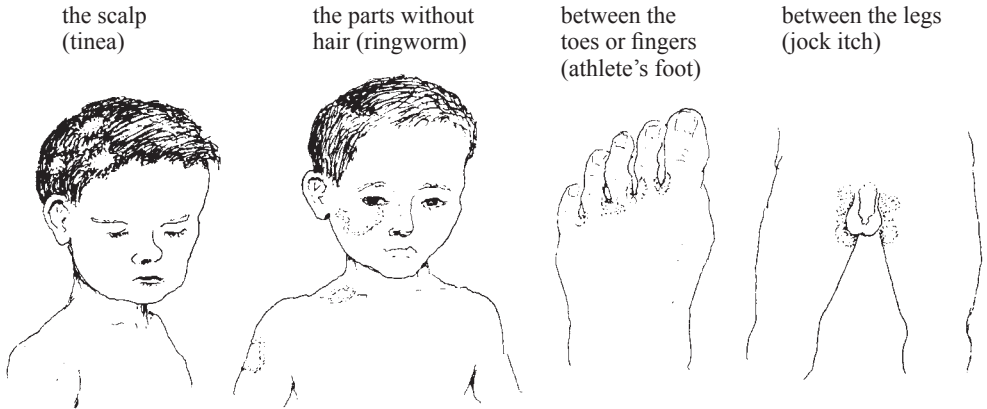 the scalp
(tinea)
the parts without
hair (ringworm)
between the
toes or fingers
(athlete’s foot)
between the legs
(jock itch)